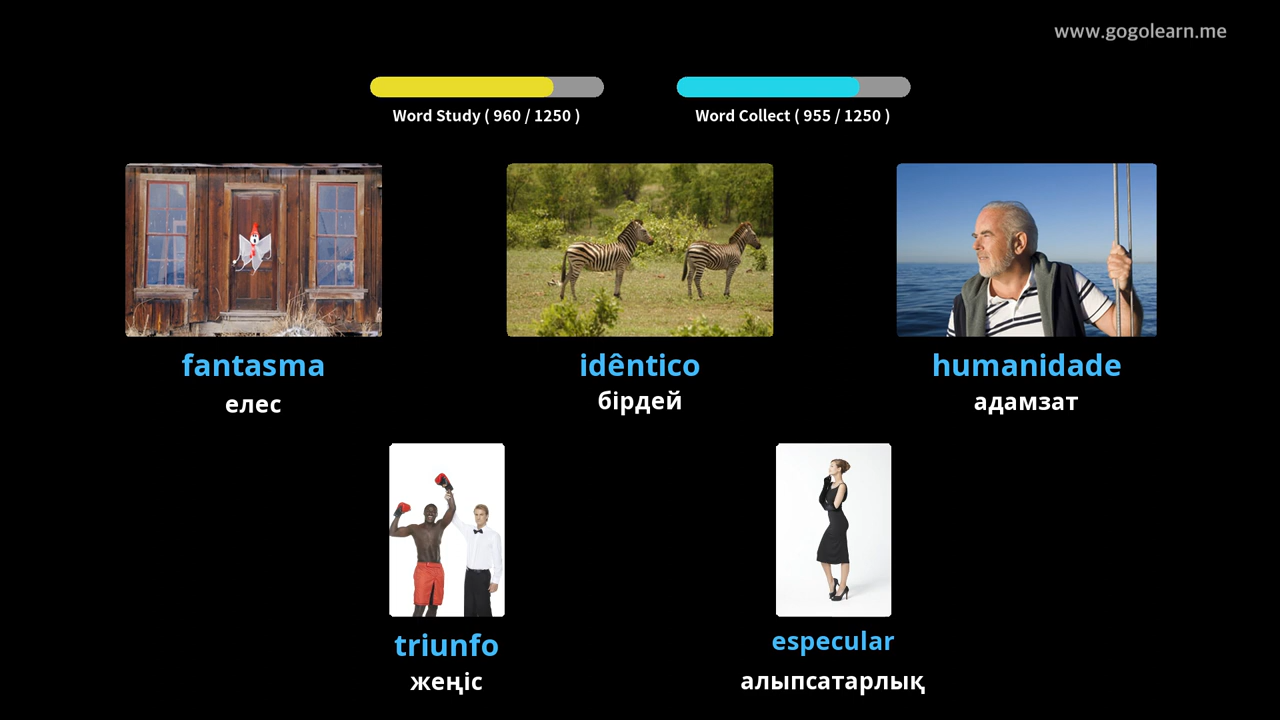 www.gogolearn.me
Word Study ( 960 / 1250 )
Word Collect ( 955 / 1250 )
fantasma
елес
idêntico
бірдей
humanidade
адамзат
triunfo
жеңіс
especular
алыпсатарлық